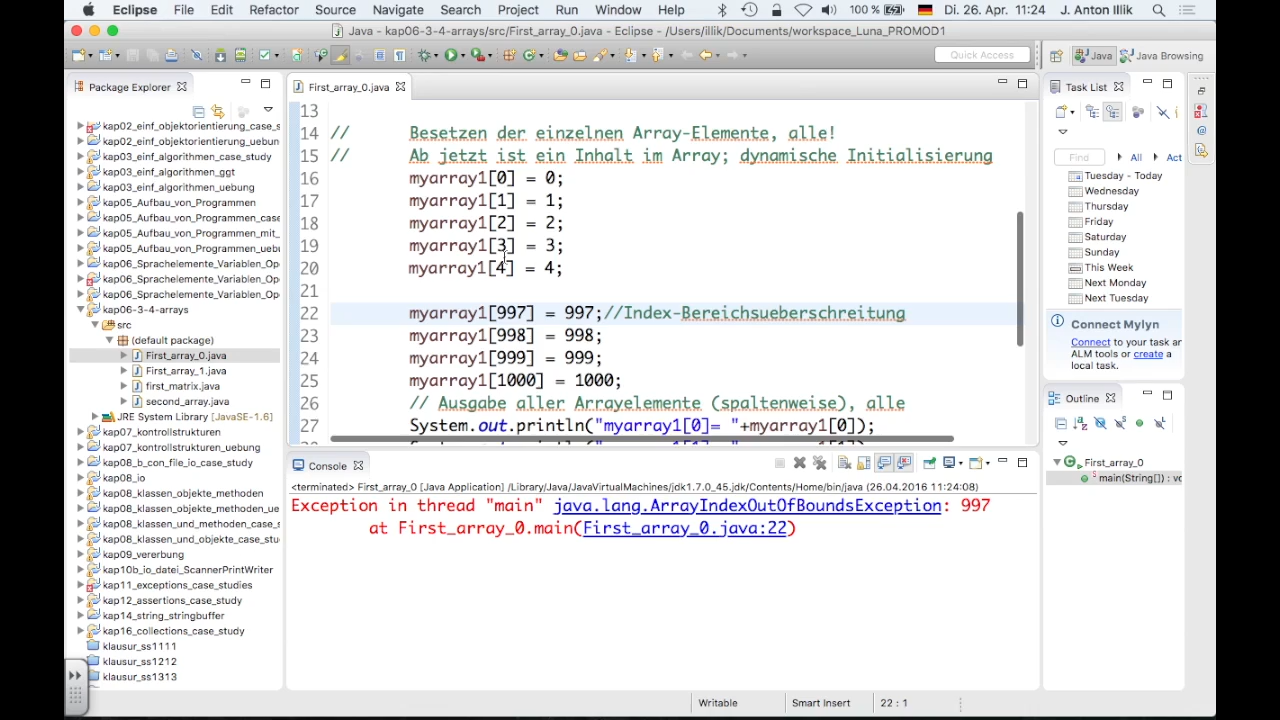 Eclipse File Edit Refactor Source Navigate Search Project Run Window Help 100 % Di. 26. Apr. 11:24 J. Anton Illik
Java - kap06-3-4-arrays/src/First_array_0.java - Eclipse - /Users/illik/Documents/workspace_Luna_PROMOD1
Quick Access Java Java Browsing
Package Explorer
kap02_einf_objektorientierung_case_s
kap02_einf_objektorientierung_uebun
kap03_einf_algorithmen_case_study
kap03_einf_algorithmen_ggt
kap03_einf_algorithmen_uebung
kap05_Aufbau_von_Programmen
kap05_Aufbau_von_Programmen_case
kap05_Aufbau_von_Programmen_mit_
kap05_Aufbau_von_Programmen_uebu
kap06_Sprachelemente_Variablen_Ope
kap06_Sprachelemente_Variablen_Ope
kap06_Sprachelemente_Variablen_Ope
kap06-3-4-arrays
src
(default package)
First_array_0.java
First_array_1.java
first_matrix.java
second_array.java
JRE System Library [JavaSE-1.6]
kap07_kontrollstrukturen
kap07_kontrollstrukturen_uebung
kap08_b_con_file_io_case_study
kap08_io
kap08_klassen_objekte_methoden
kap08_klassen_objekte_methoden_ue
kap08_klassen_und_methoden_case_s
kap08_klassen_und_objekte_case_stu
kap09_vererbung
kap10b_io_datei_ScannerPrintWriter
kap11_exceptions_case_studies
kap12_assertions_case_study
kap14_string_stringbuffer
kap16_collections_case_study
klausur_ss1111
klausur_ss1212
klausur_ss1313
First_array_0.java
13
14 // Besetzen der einzelnen Array-Elemente, alle!
15 // Ab jetzt ist ein Inhalt im Array; dynamische Initialisierung
16 myarray1[0] = 0;
17 myarray1[1] = 1;
18 myarray1[2] = 2;
19 myarray1[3] = 3;
20 myarray1[4] = 4;
21
22 myarray1[997] = 997;//Index-Bereichsueberschreitung
23 myarray1[998] = 998;
24 myarray1[999] = 999;
25 myarray1[1000] = 1000;
26 // Ausgabe aller Arrayelemente (spaltenweise), alle
27 System.out.println("myarray1[0]= "+myarray1[0]);
Console
<terminated> First_array_0 [Java Application] /Library/Java/JavaVirtualMachines/jdk1.7.0_45.jdk/Contents/Home/bin/java (26.04.2016 11:24:08)
Exception in thread "main" java.lang.ArrayIndexOutOfBoundsException: 997
at First_array_0.main(First_array_0.java:22)
Task List
Find All Act
Tuesday - Today
Wednesday
Thursday
Friday
Saturday
Sunday
This Week
Next Monday
Next Tuesday
Connect Mylyn
Connect to your task an
ALM tools or create a
local task.
Outline
First_array_0
main(String[]) : vo
Writable Smart Insert 22 : 1